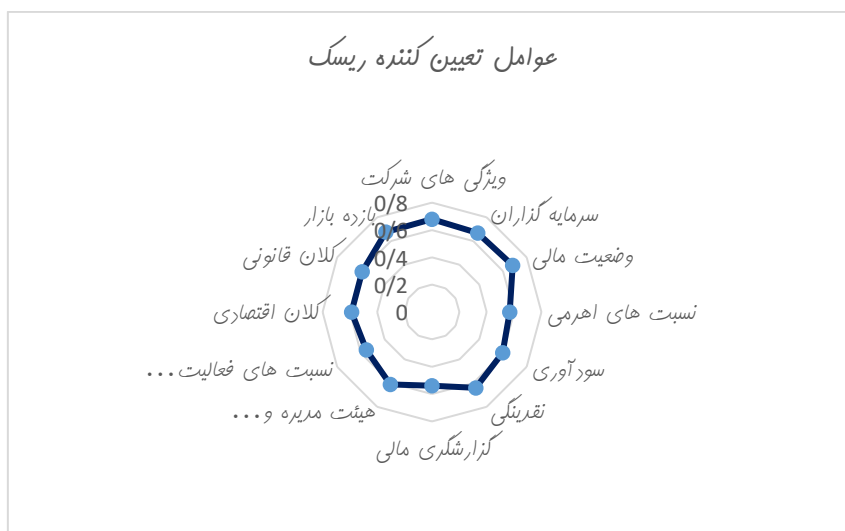 عوامل تعیین کننده ریسک
ویژگی های شرکت
سرمایه گزاران
وضعیت مالی
نسبت های اهرمی
سودآوری
نقدینگی
گزارشگری مالی
هیئت مدیره و...
نسبت های فعالیت...
کلان اقتصادی
کلان قانونی
بازده بازار
0/8
0/6
0/4
0/2
0